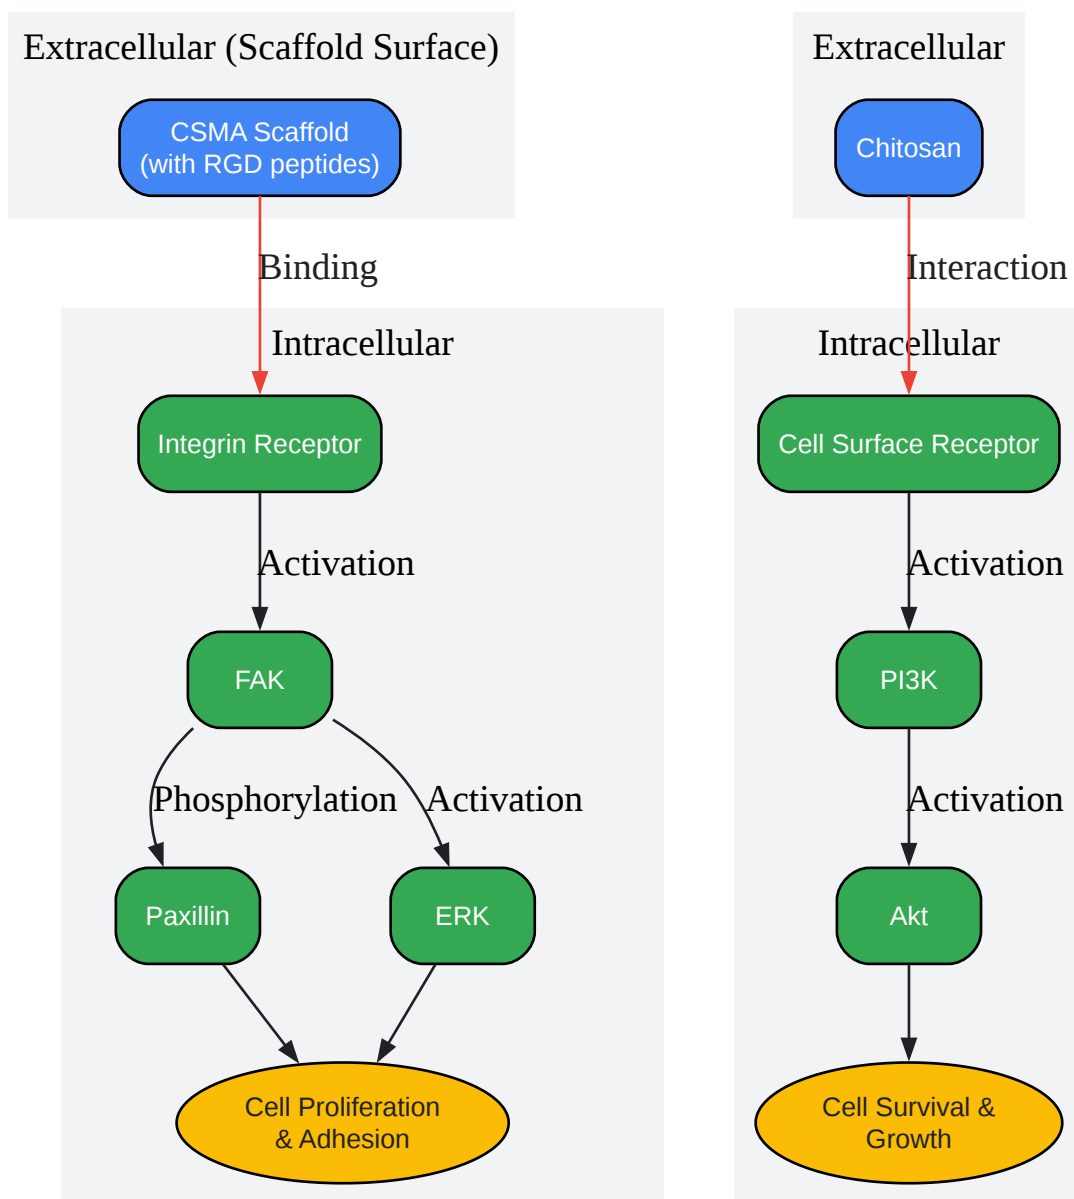 Extracellular (Scaffold Surface)
CSMA Scaffold
(with RGD peptides)
Binding
Intracellular
Integrin Receptor
Activation
FAK
Phosphorylation
Activation
Paxillin
ERK
Cell Proliferation
& Adhesion
Extracellular
Chitosan
Interaction
Intracellular
Cell Surface Receptor
Activation
PI3K
Activation
Akt
Cell Survival &
Growth